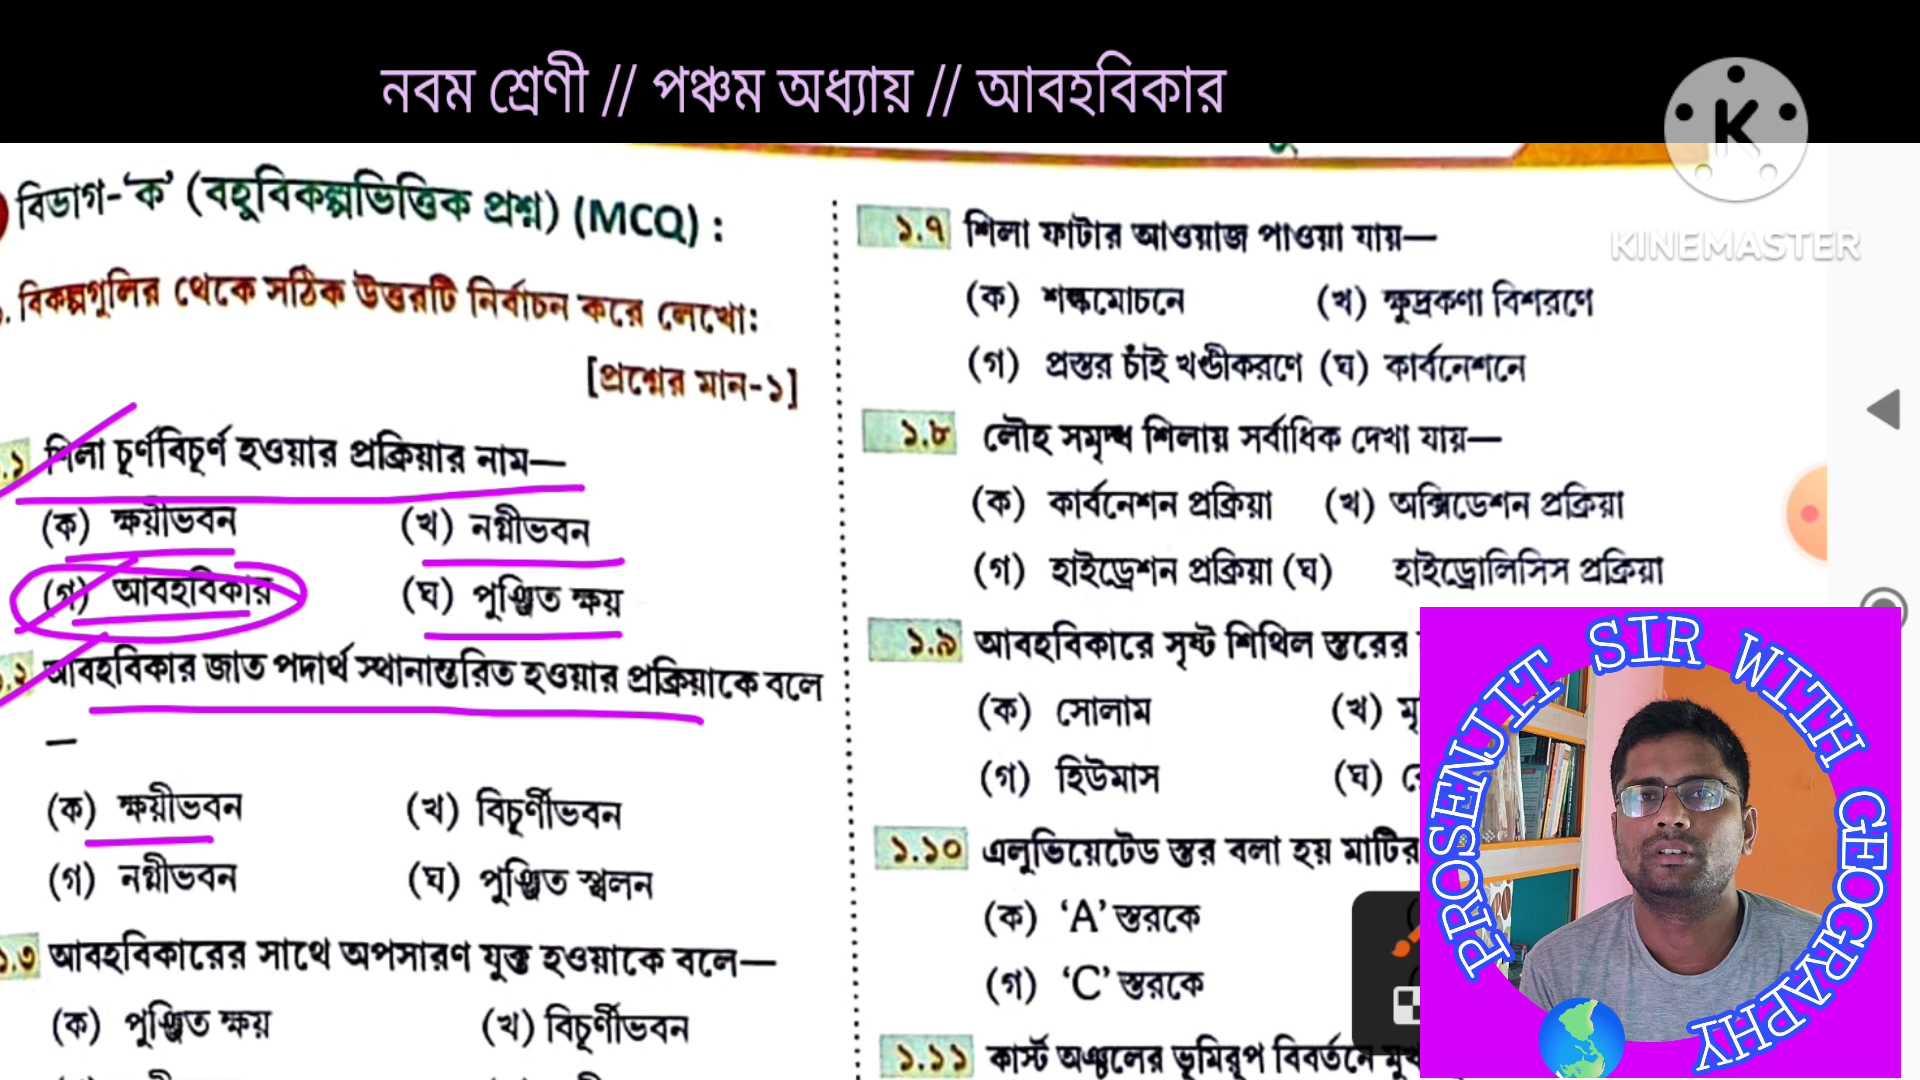 নবম শ্রেণী // পঞ্চম অধ্যায় // আবহবিকার
KINEMASTER
বিভাগ-‘ক’ (বহুবিকল্পভিত্তিক প্রশ্ন) (MCQ) :
বিকল্পগুলির থেকে সঠিক উত্তরটি নির্বাচন করে লেখো:
[প্রশ্নের মান-১]
.১ শিলা চূর্ণবিচূর্ণ হওয়ার প্রক্রিয়ার নাম—
(ক) ক্ষয়ীভবন (খ) নগ্নীভবন
(গ) আবহবিকার (ঘ) পুঞ্জিত ক্ষয়
.২ আবহবিকার জাত পদার্থ স্থানান্তরিত হওয়ার প্রক্রিয়াকে বলে
—
(ক) ক্ষয়ীভবন (খ) বিচূর্ণীভবন
(গ) নগ্নীভবন (ঘ) পুঞ্জিত স্খলন
১.৩ আবহবিকারের সাথে অপসারণ যুক্ত হওয়াকে বলে—
(ক) পুঞ্জিত ক্ষয় (খ) বিচূর্ণীভবন
১.৭ শিলা ফাটার আওয়াজ পাওয়া যায়—
(ক) শল্কমোচনে (খ) ক্ষুদ্রকণা বিশরণে
(গ) প্রস্তর চাঁই খণ্ডীকরণে (ঘ) কার্বনেশনে
১.৮ লৌহ সমৃদ্ধ শিলায় সর্বাধিক দেখা যায়—
(ক) কার্বনেশন প্রক্রিয়া (খ) অক্সিডেশন প্রক্রিয়া
(গ) হাইড্রেশন প্রক্রিয়া (ঘ) হাইড্রোলিসিস প্রক্রিয়া
১.৯ আবহবিকারে সৃষ্ট শিথিল স্তরের
(ক) সোলাম (খ)
(গ) হিউমাস (ঘ)
১.১০ এলুভিয়েটেড স্তর বলা হয় মাটির
(ক) ‘A’ স্তরকে
(গ) ‘C’ স্তরকে
১.১১ কার্স্ট অঞ্চলের ভূমিরূপ বিবর্তনে
PROSENJIT SIR WITH GEOGRAPHY